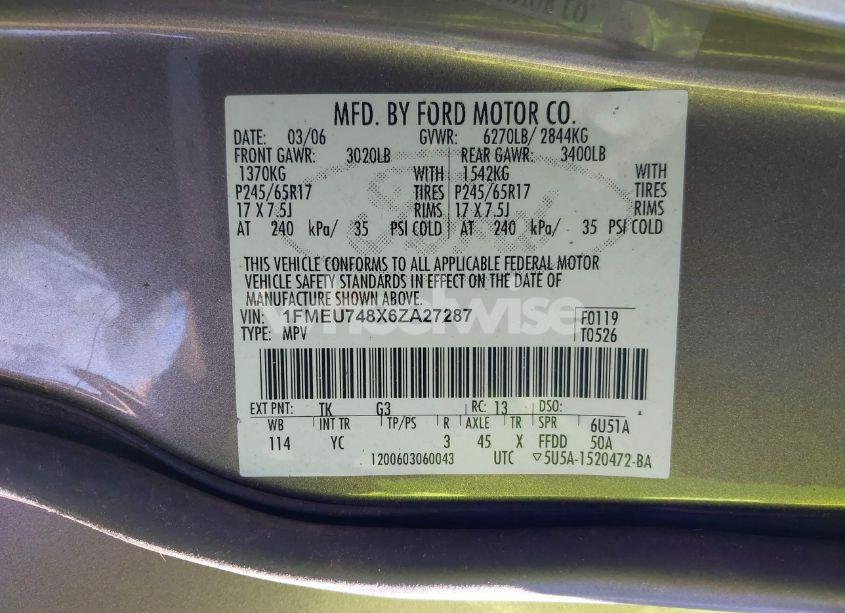 MFD. BY FORD MOTOR CO.
DATE: 03/06 GVWR: 6270LB/ 2844KG
FRONT GAWR: 3020LB REAR GAWR: 3400LB
1370KG WITH 1542KG WITH
P245/65R17 TIRES P245/65R17 TIRES
17 X 7.5J RIMS 17 X 7.5J RIMS
AT 240 kPa/ 35 PSI COLD AT 240 kPa/ 35 PSI COLD
THIS VEHICLE CONFORMS TO ALL APPLICABLE FEDERAL MOTOR
VEHICLE SAFETY STANDARDS IN EFFECT ON THE DATE OF
MANUFACTURE SHOWN ABOVE.
VIN: 1FMEU748X6ZA27287 F0119
TYPE: MPV T0526
wheelwise
EXT PNT: TK G3 RC: 13 DSO:
WB INT TR TP/PS R AXLE TR SPR 6U51A
114 YC 3 45 X FFDD 50A
1200603060043 UTC ▽5U5A-1520472-BA